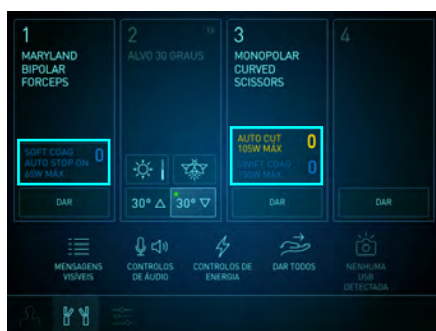 1
MARYLAND
BIPOLAR
FORCEPS
SOFT COAG
AUTO STOP ON
65W MÁX
0
DAR
2
ALVO 30 GRAUS
30° △ 30° ▽
3
MONOPOLAR
CURVED
SCISSORS
AUTO CUT
105W MÁX
0
SWIFT COAG
150W MÁX
0
DAR
4
DAR
MENSAGENS
VISÍVEIS
CONTROLOS
DE ÁUDIO
CONTROLOS DE
ENERGIA
DAR TODOS
NENHUMA
USB
DETECTADA